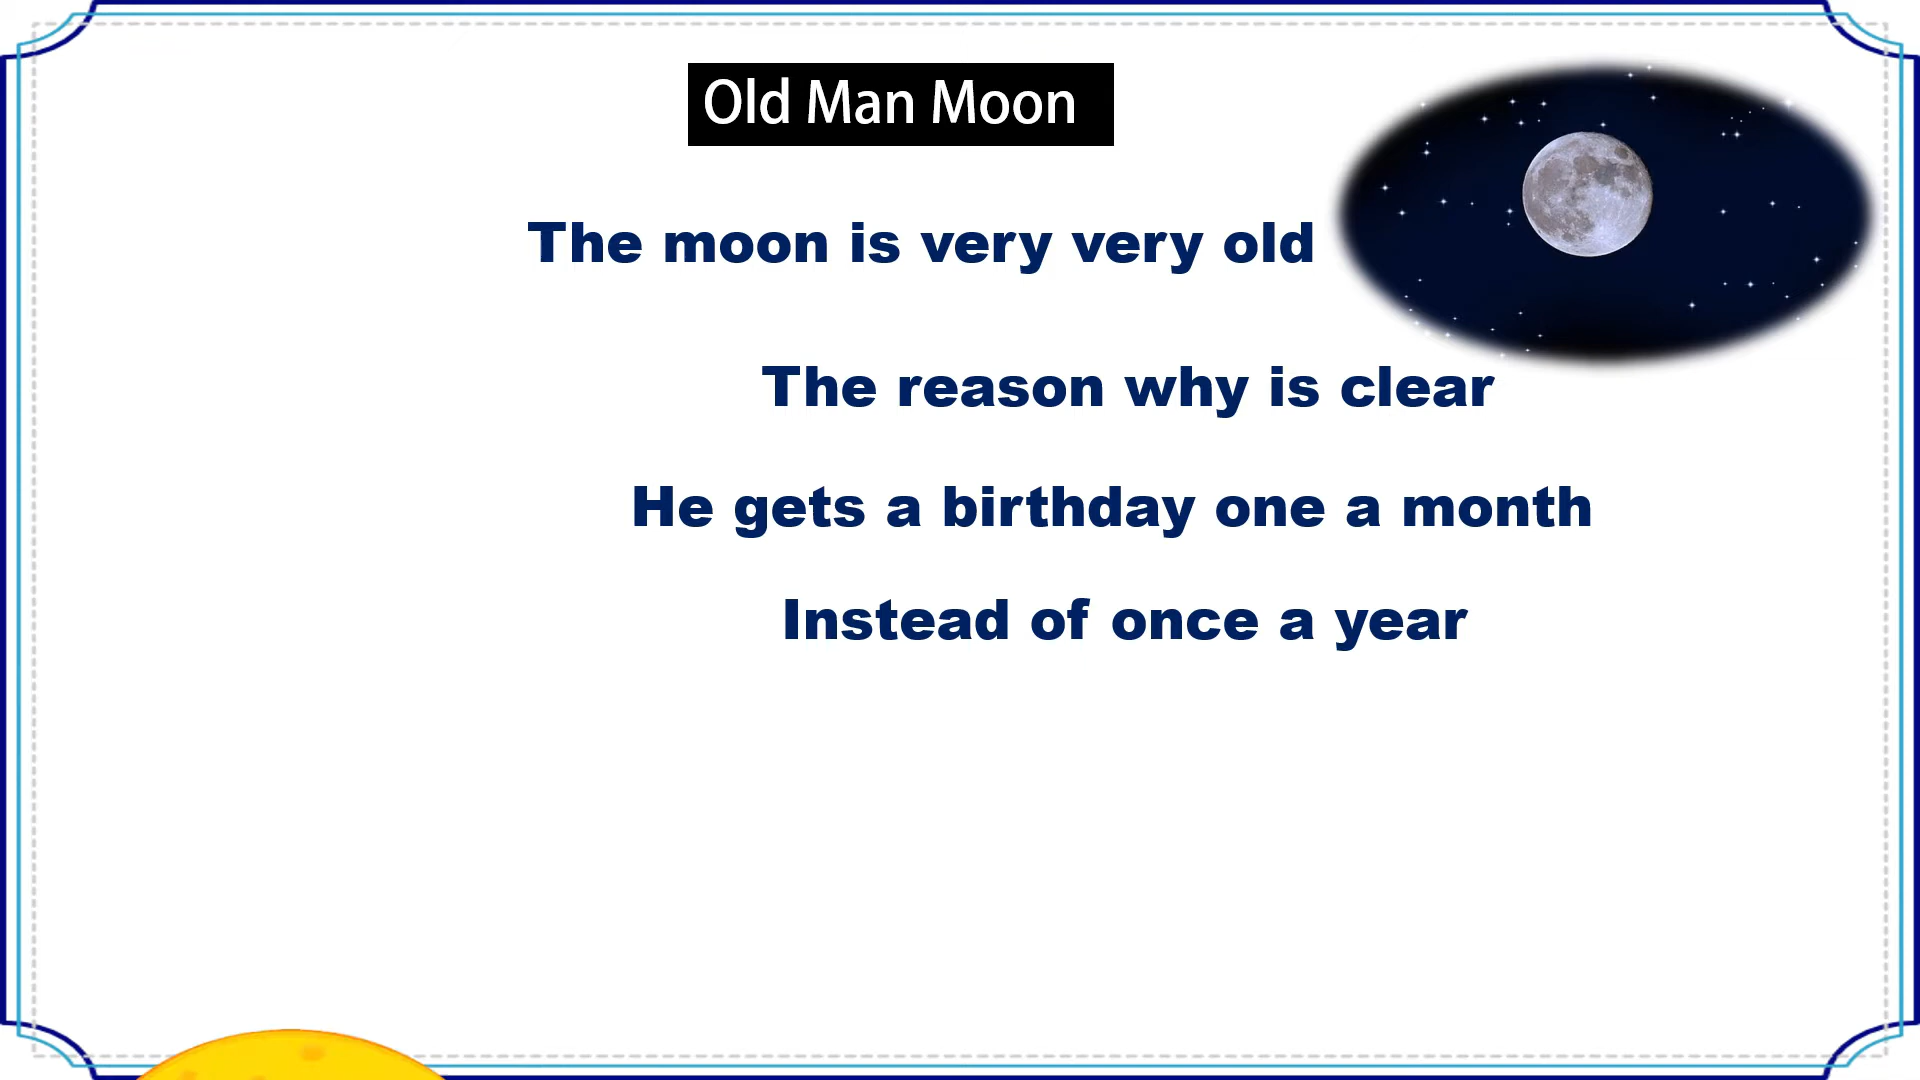 Old Man Moon
The moon is very very old
The reason why is clear
He gets a birthday one a month
Instead of once a year